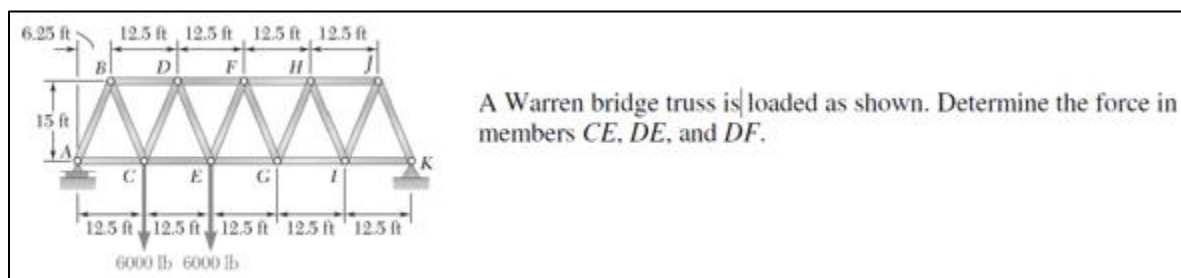 6.25 ft 12.5 ft 12.5 ft 12.5 ft 12.5 ft
B D F H J
15 ft
A K
C E G I
12.5 ft 12.5 ft 12.5 ft 12.5 ft 12.5 ft
6000 lb 6000 lb
A Warren bridge truss is loaded as shown. Determine the force in
members CE, DE, and DF.